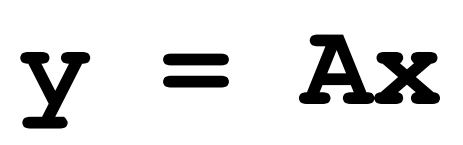 y = Ax